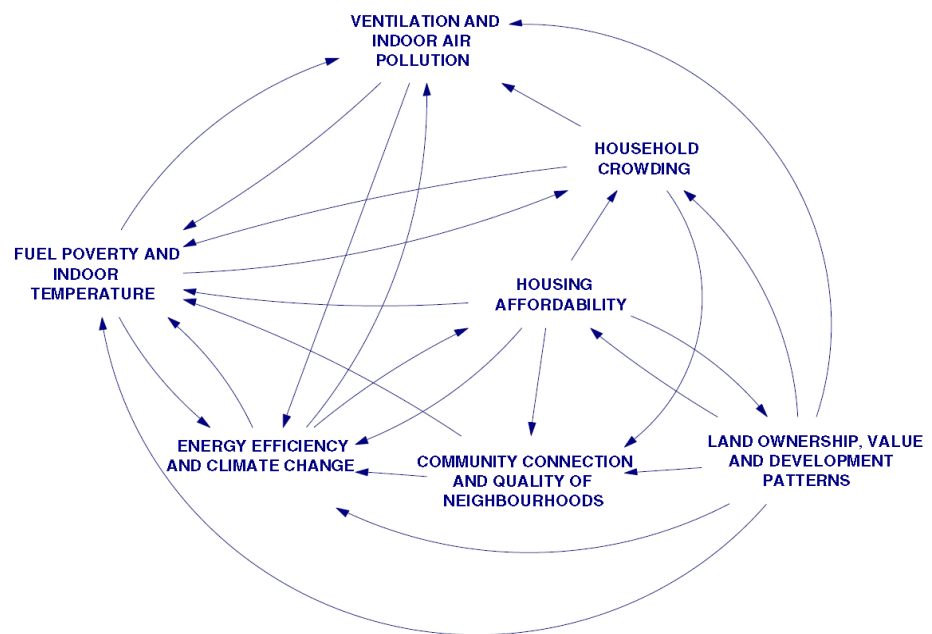 VENTILATION AND
INDOOR AIR
POLLUTION
HOUSEHOLD
CROWDING
FUEL POVERTY AND
INDOOR
TEMPERATURE
HOUSING
AFFORDABILITY
ENERGY EFFICIENCY
AND CLIMATE CHANGE
COMMUNITY CONNECTION
AND QUALITY OF
NEIGHBOURHOODS
LAND OWNERSHIP, VALUE
AND DEVELOPMENT
PATTERNS